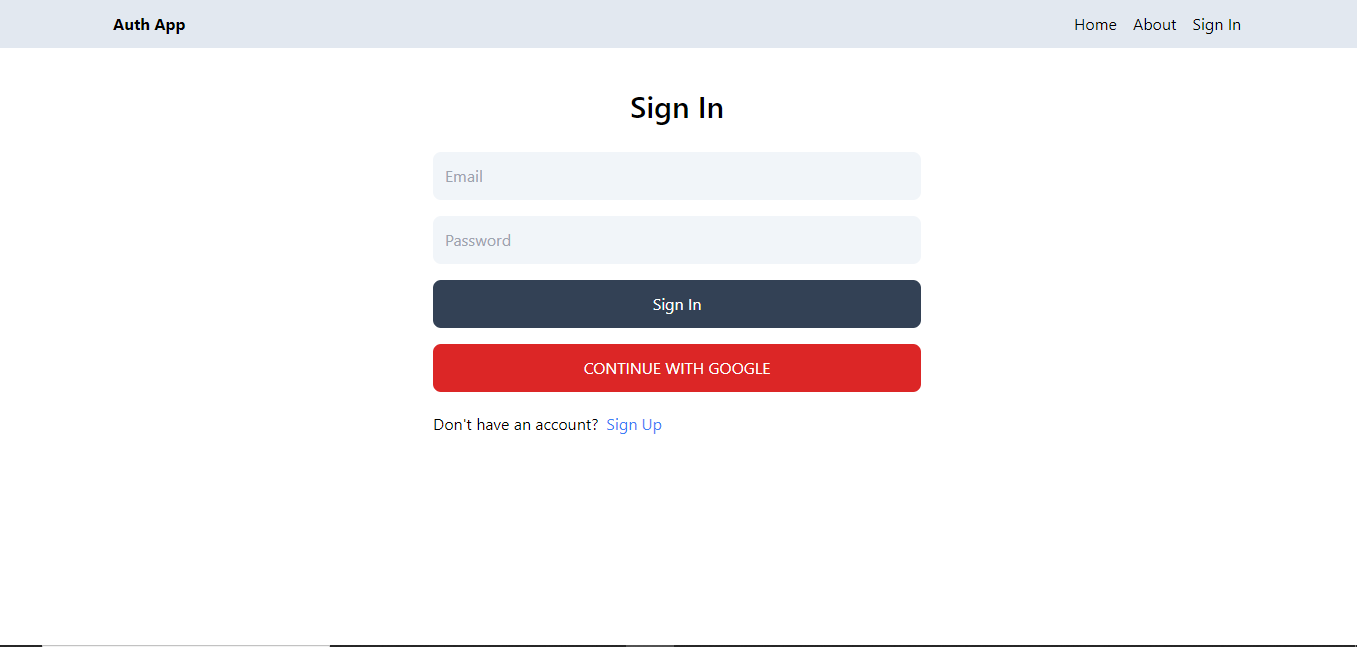 Auth App Home About Sign In
Sign In
Email
Password
Sign In
CONTINUE WITH GOOGLE
Don't have an account? Sign Up